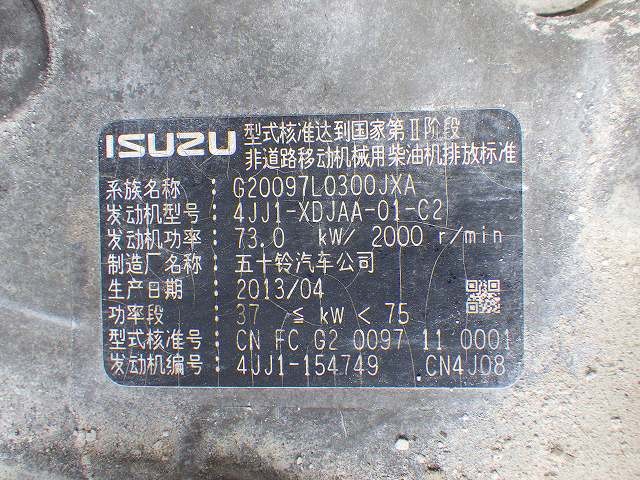 ISUZU 型式核准达到国家第Ⅱ阶段
非道路移动机械用柴油机排放标准
系族名称 : G20097L0300JXA
发动机型号 : 4JJ1-XDJAA-01-C2
发动机功率 : 73.0 kW/ 2000 r/min
制造厂名称 : 五十铃汽车公司
生产日期 : 2013/04
功率段 : 37 ≦ kW < 75
型式核准号 : CN FC G2 0097 11 0001
发动机编号 : 4JJ1-154749 .CN4J08